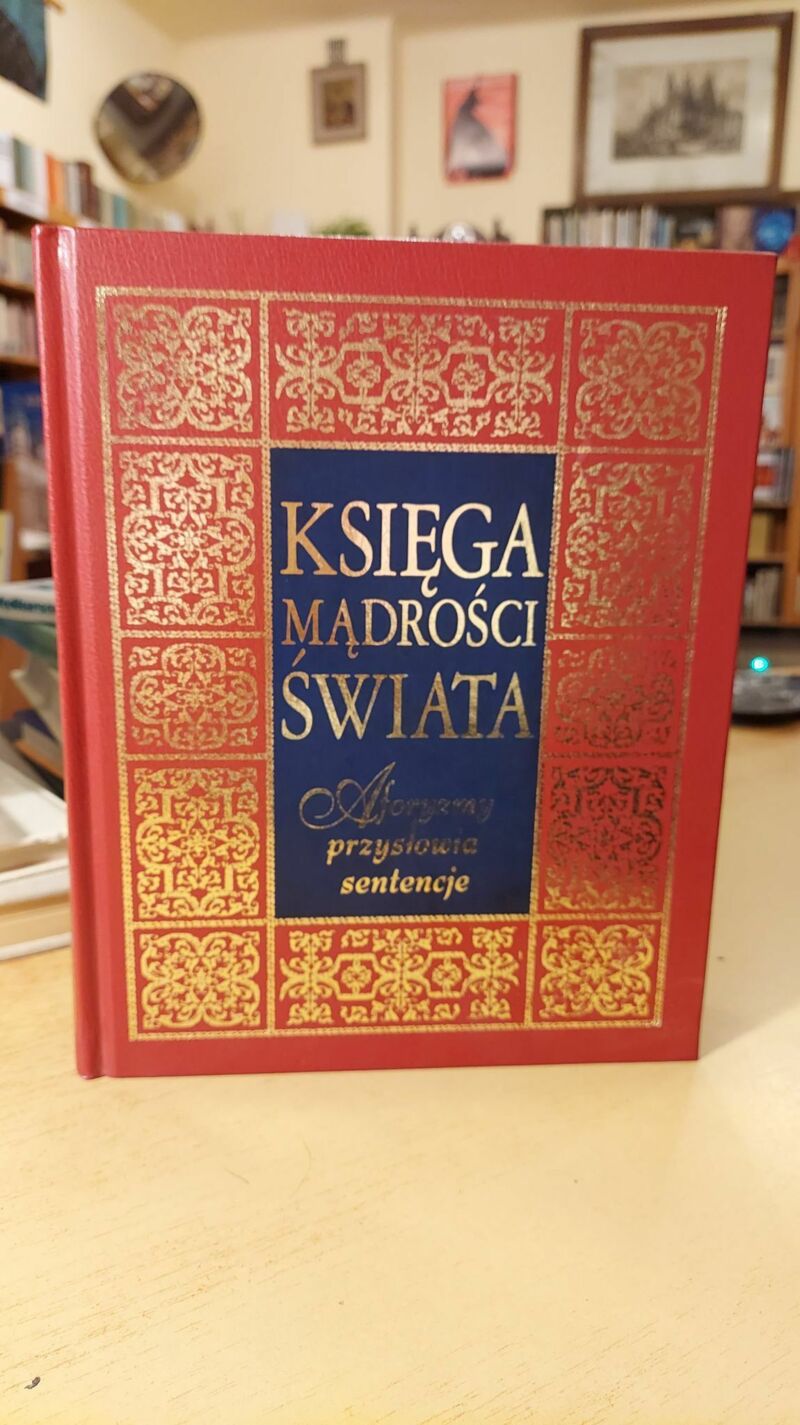 KSIĘGA
MĄDROŚCI
ŚWIATA
Aforyzmy
przysłowia
sentencje